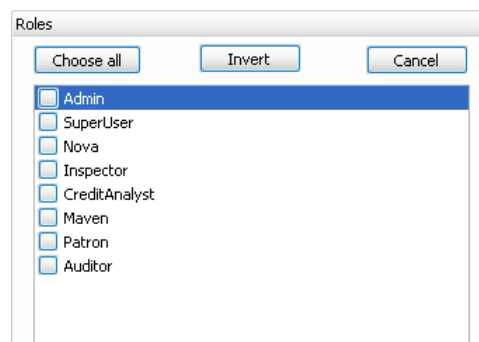 Roles
Choose all Invert Cancel
Admin
SuperUser
Nova
Inspector
CreditAnalyst
Maven
Patron
Auditor